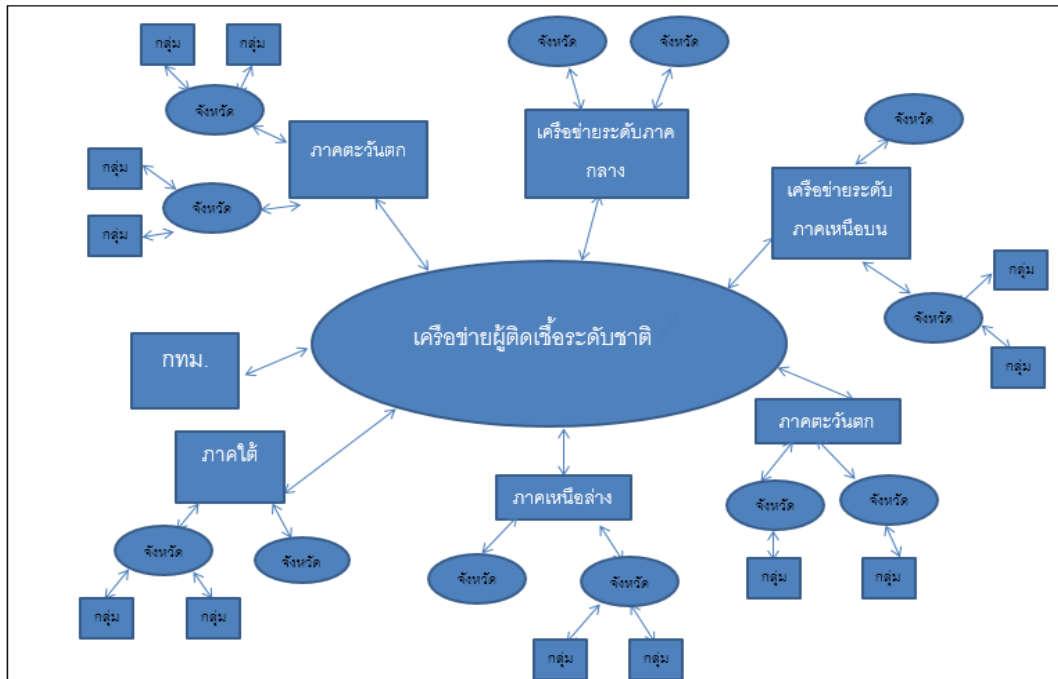 กลุ่ม
กลุ่ม
จังหวัด
จังหวัด
จังหวัด
ภาคตะวันตก
เครือข่ายระดับภาค
กลาง
จังหวัด
กลุ่ม
จังหวัด
กลุ่ม
เครือข่ายระดับ
ภาคเหนือบน
กลุ่ม
จังหวัด
กลุ่ม
เครือข่ายผู้ติดเชื้อระดับชาติ
กทม.
ภาคใต้
ภาคตะวันตก
ภาคเหนือล่าง
จังหวัด
จังหวัด
จังหวัด
จังหวัด
จังหวัด
จังหวัด
กลุ่ม
กลุ่ม
กลุ่ม
กลุ่ม
กลุ่ม
กลุ่ม